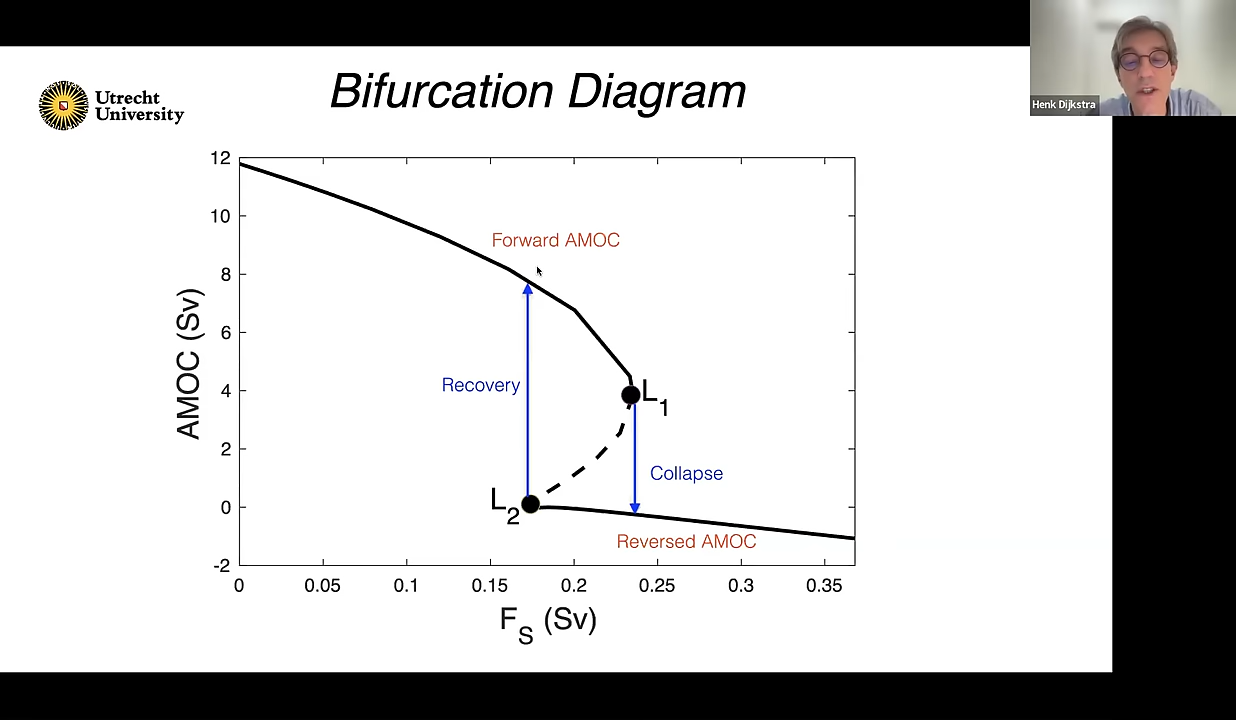 Bifurcation Diagram
Utrecht
University
Henk Dijkstra
12
10
8
6
4
2
0
-2
AMOC (Sv)
Forward AMOC
Recovery
L1
Collapse
L2
Reversed AMOC
0 0.05 0.1 0.15 0.2 0.25 0.3 0.35
FS (Sv)